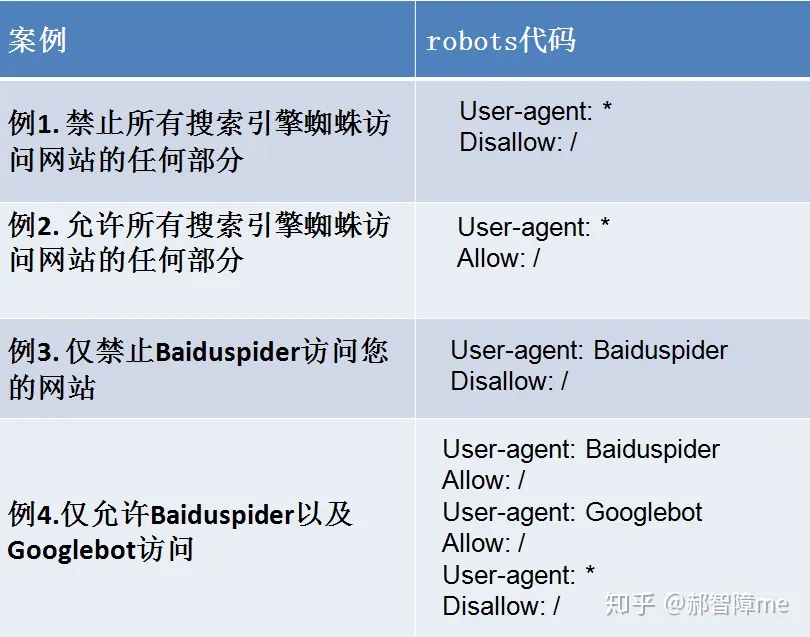 案例
robots代码
例1. 禁止所有搜索引擎蜘蛛访
问网站的任何部分
User-agent: *
Disallow: /
例2. 允许所有搜索引擎蜘蛛访
问网站的任何部分
User-agent: *
Allow: /
例3. 仅禁止Baiduspider访问您
的网站
User-agent: Baiduspider
Disallow: /
例4.仅允许Baiduspider以及
Googlebot访问
User-agent: Baiduspider
Allow: /
User-agent: Googlebot
Allow: /
User-agent: *
Disallow: /
知乎 @郝智障me